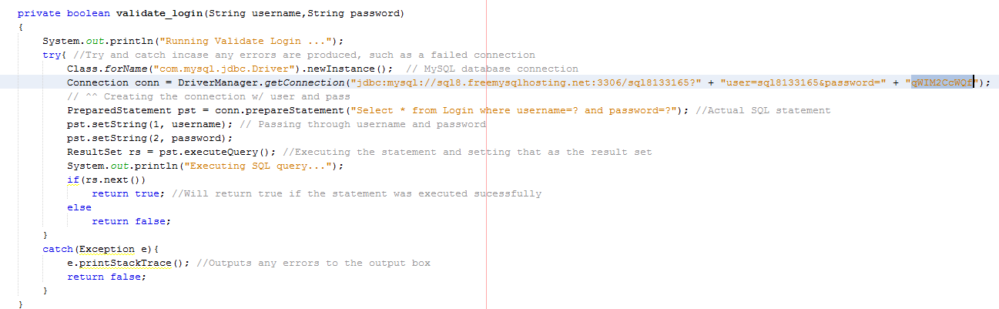 private boolean validate_login(String username,String password)
{
System.out.println("Running Validate Login ...");
try{ //Try and catch incase any errors are produced, such as a failed connection
Class.forName("com.mysql.jdbc.Driver").newInstance();  // MySQL database connection
Connection conn = DriverManager.getConnection("jdbc:mysql://sql8.freemysqlhosting.net:3306/sql8133165?" + "user=sql8133165&password=" + "qWIM2CcWQf");
// ^^ Creating the connection w/ user and pass
PreparedStatement pst = conn.prepareStatement("Select * from Login where username=? and password=?"); //Actual SQL statement
pst.setString(1, username); // Passing through username and password
pst.setString(2, password);
ResultSet rs = pst.executeQuery(); //Executing the statement and setting that as the result set
System.out.println("Executing SQL query...");
if(rs.next())
return true; //Will return true if the statement was executed sucessfully
else
return false;
}
catch(Exception e){
e.printStackTrace(); //Outputs any errors to the output box
return false;
}
}